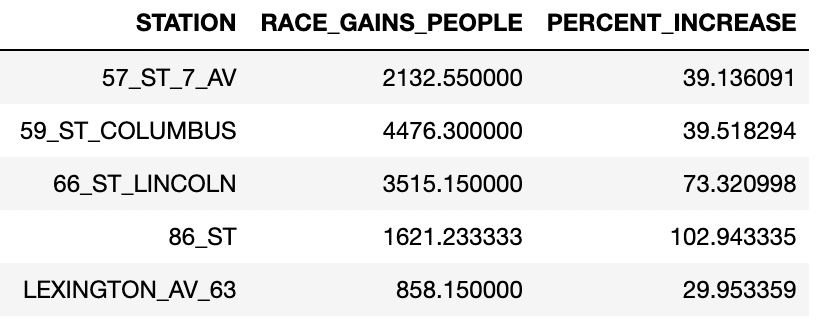 STATION RACE_GAINS_PEOPLE PERCENT_INCREASE
57_ST_7_AV 2132.550000 39.136091
59_ST_COLUMBUS 4476.300000 39.518294
66_ST_LINCOLN 3515.150000 73.320998
86_ST 1621.233333 102.943335
LEXINGTON_AV_63 858.150000 29.953359